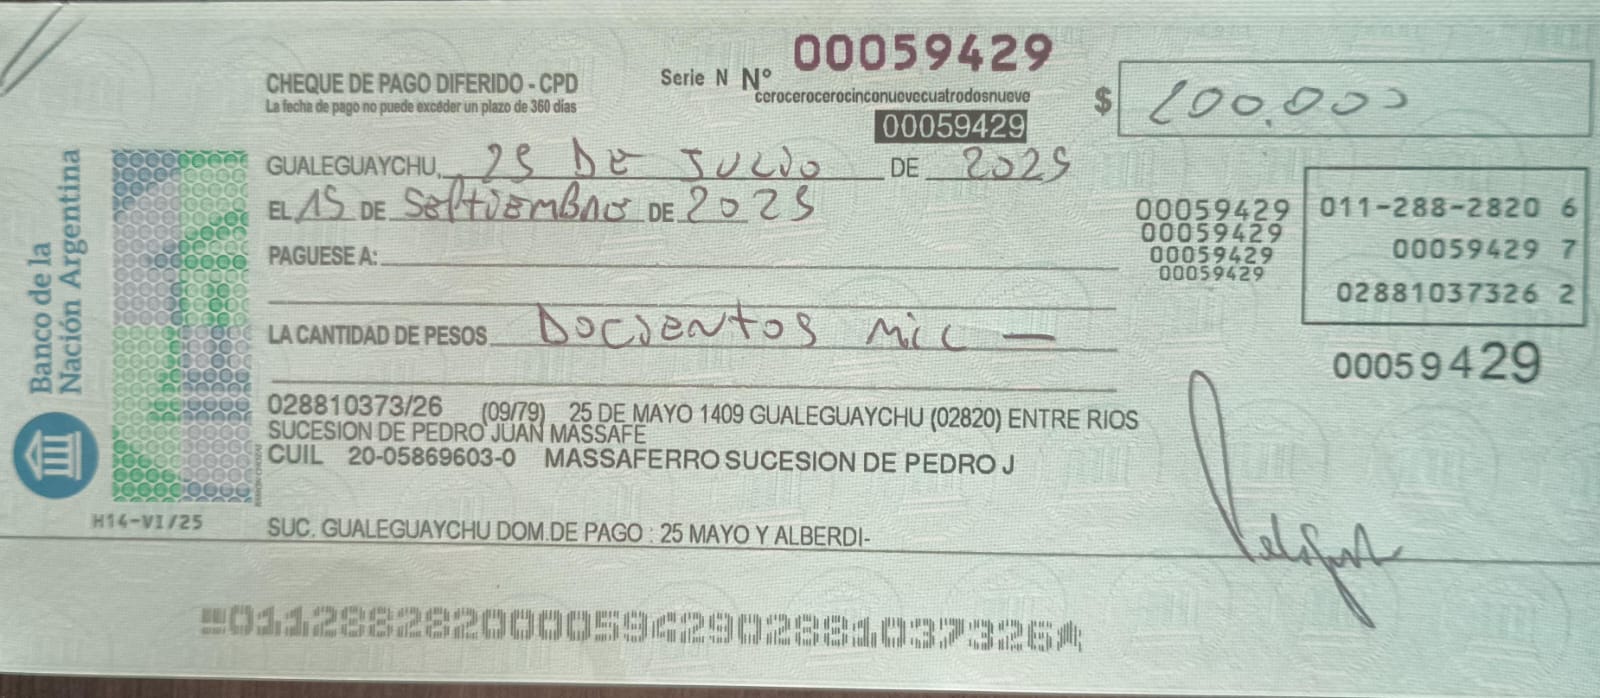 00059429
CHEQUE DE PAGO DIFERIDO - CPD
Serie N Nº
La fecha de pago no puede exceder un plazo de 360 días
cerocerocerocinconuevecuatrodosnueve
$ 200.000
00059429
GUALEGUAYCHU, 25 DE JULIO DE 2025
EL 15 DE Septiembre DE 2025
PAGUESE A:
00059429
00059429
00059429
00059429
011-288-2820 6
00059429 7
02881037326 2
LA CANTIDAD DE PESOS Docientos mil —
00059429
028810373/26 (09/79) 25 DE MAYO 1409 GUALEGUAYCHU (02820) ENTRE RIOS
SUCESION DE PEDRO JUAN MASSAFE
CUIL 20-05869603-0 MASSAFERRO SUCESION DE PEDRO J
SUC. GUALEGUAYCHU DOM.DE PAGO : 25 MAYO Y ALBERDI-
Banco de la
Nación Argentina
H14-VI/25
01128828200005942902881037326